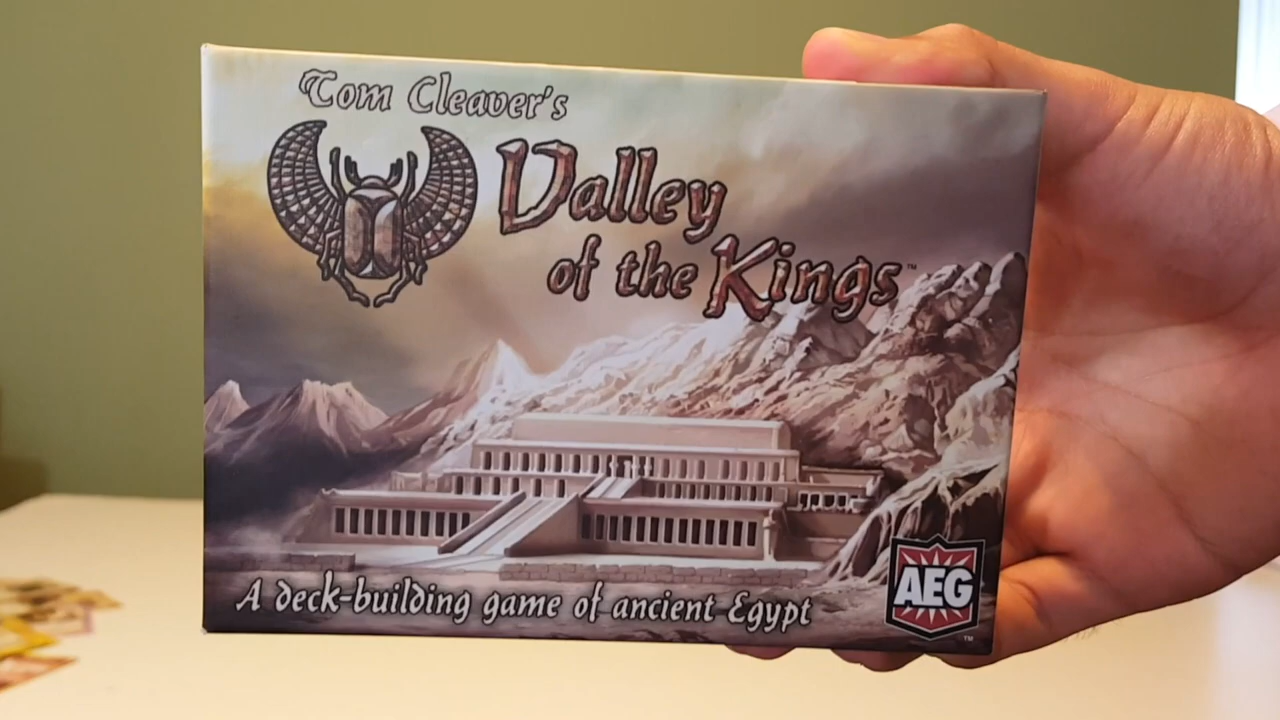 Tom Cleaver's
Valley
of the Kings™
A deck-building game of ancient Egypt
AEG
™